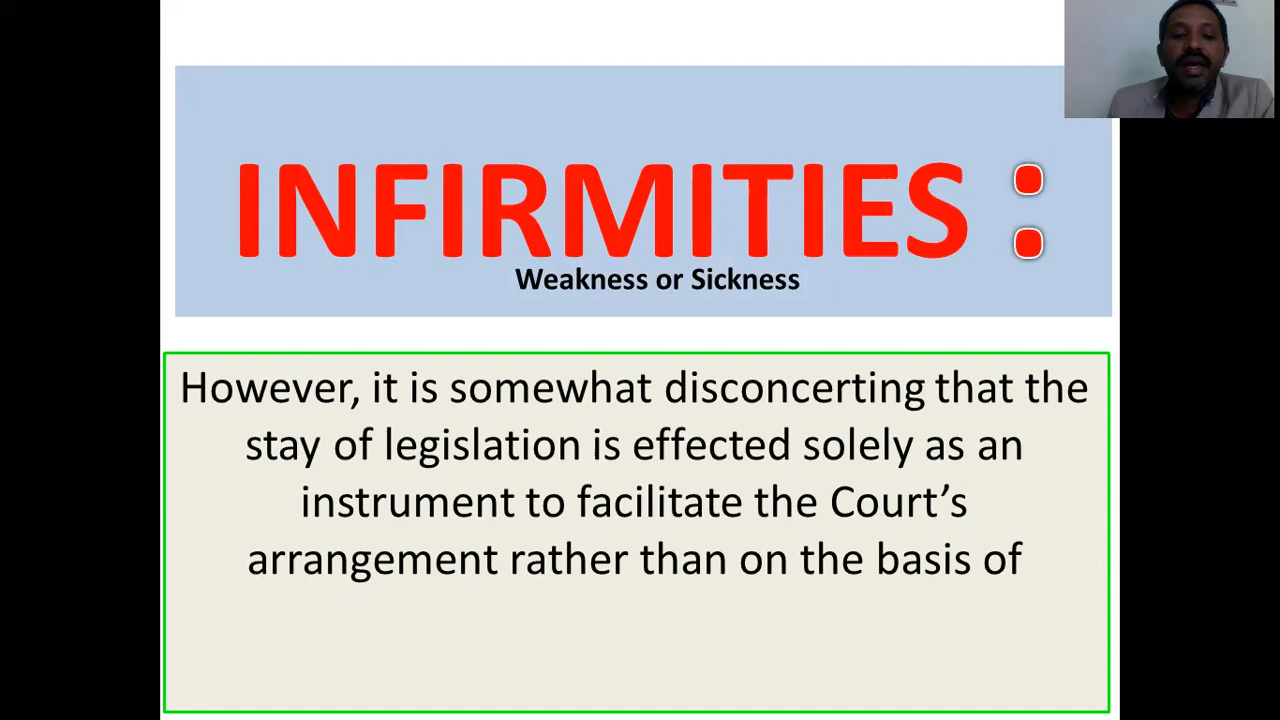 INFIRMITIES :
Weakness or Sickness
However, it is somewhat disconcerting that the
stay of legislation is effected solely as an
instrument to facilitate the Court’s
arrangement rather than on the basis of